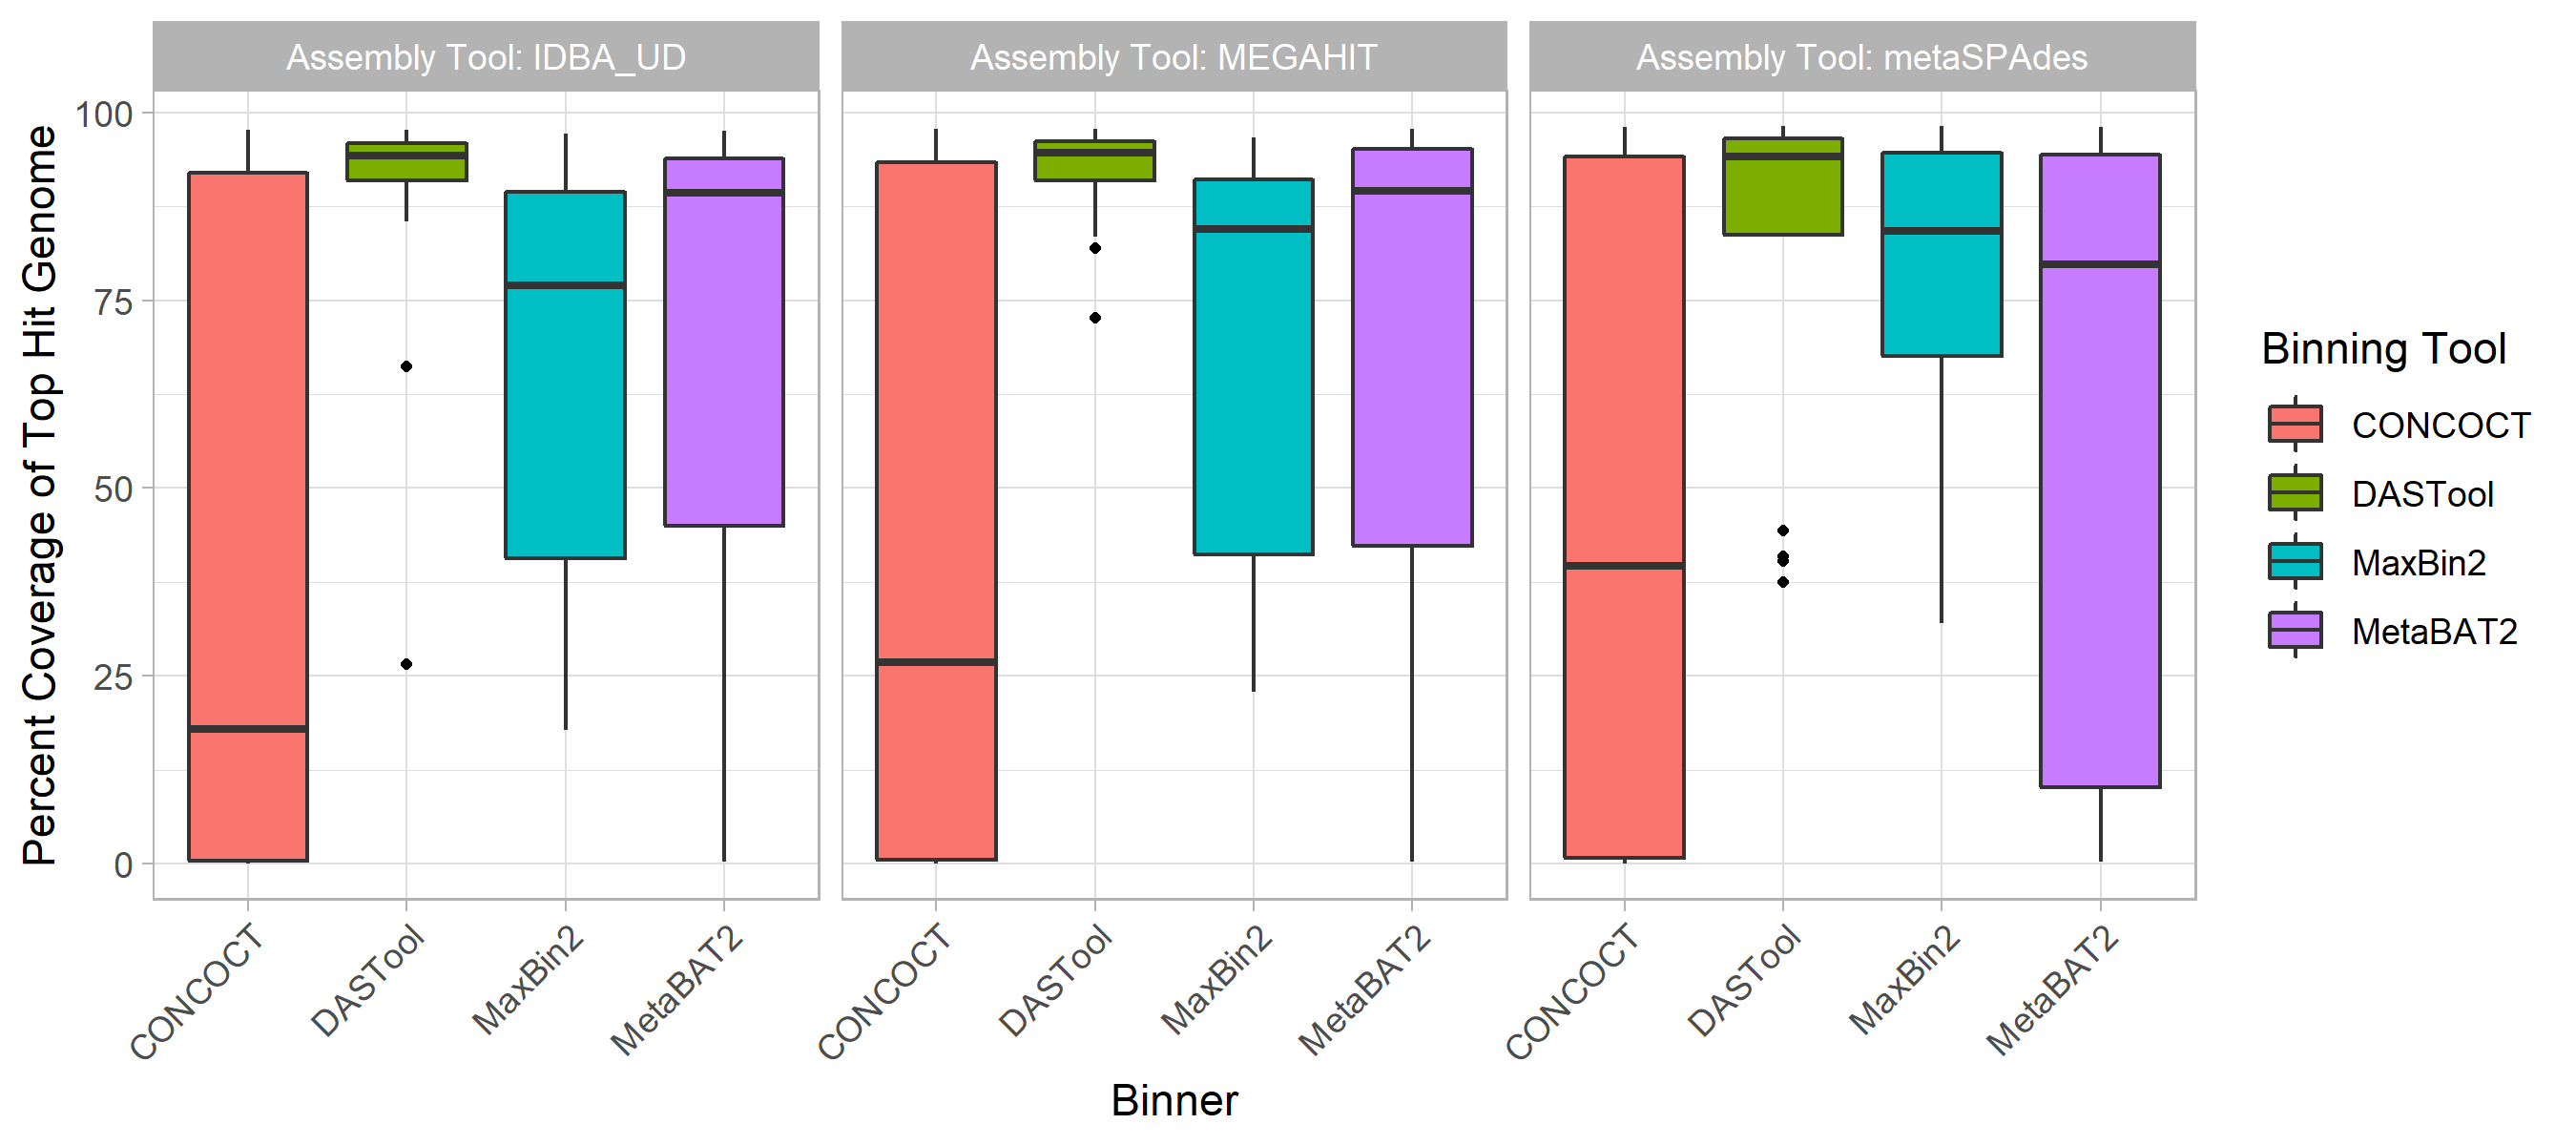 Assembly Tool: IDBA_UD
Assembly Tool: MEGAHIT
Assembly Tool: metaSPAdes
Percent Coverage of Top Hit Genome
100
75
50
25
0
CONCOCT
DASTool
MaxBin2
MetaBAT2
CONCOCT
DASTool
MaxBin2
MetaBAT2
CONCOCT
DASTool
MaxBin2
MetaBAT2
Binner
Binning Tool
CONCOCT
DASTool
MaxBin2
MetaBAT2